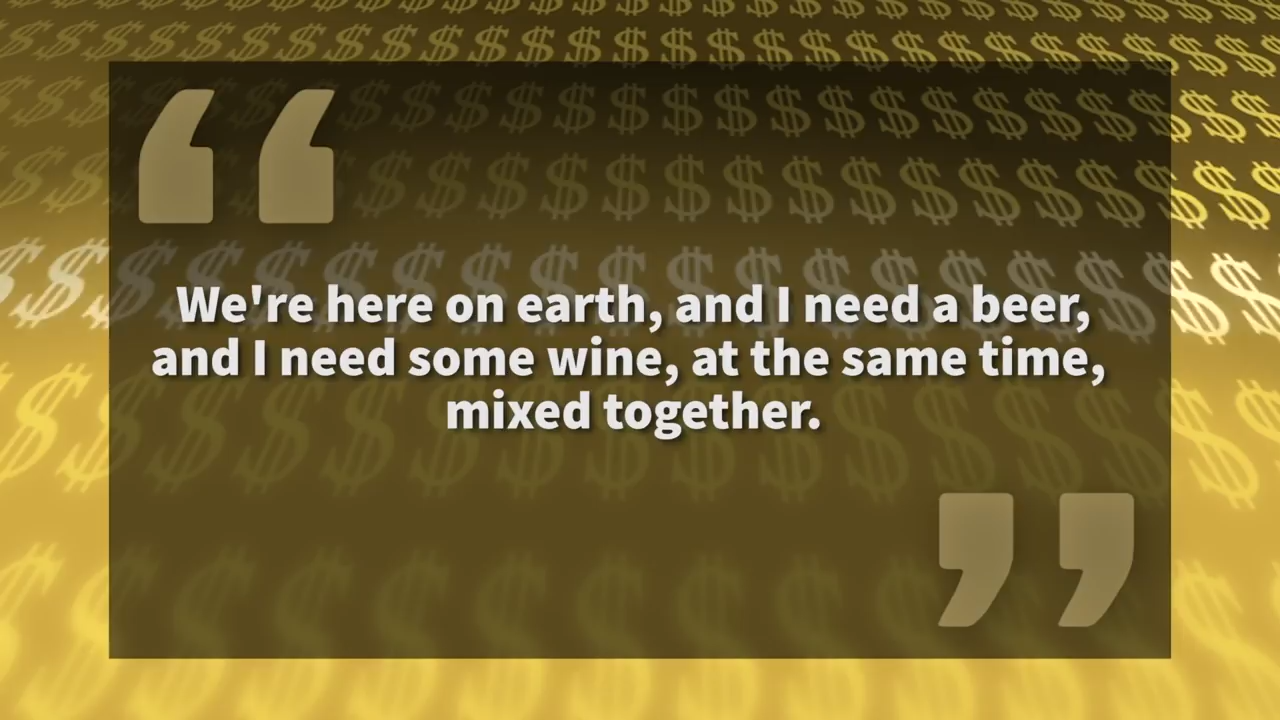 We're here on earth, and I need a beer,
and I need some wine, at the same time,
mixed together.